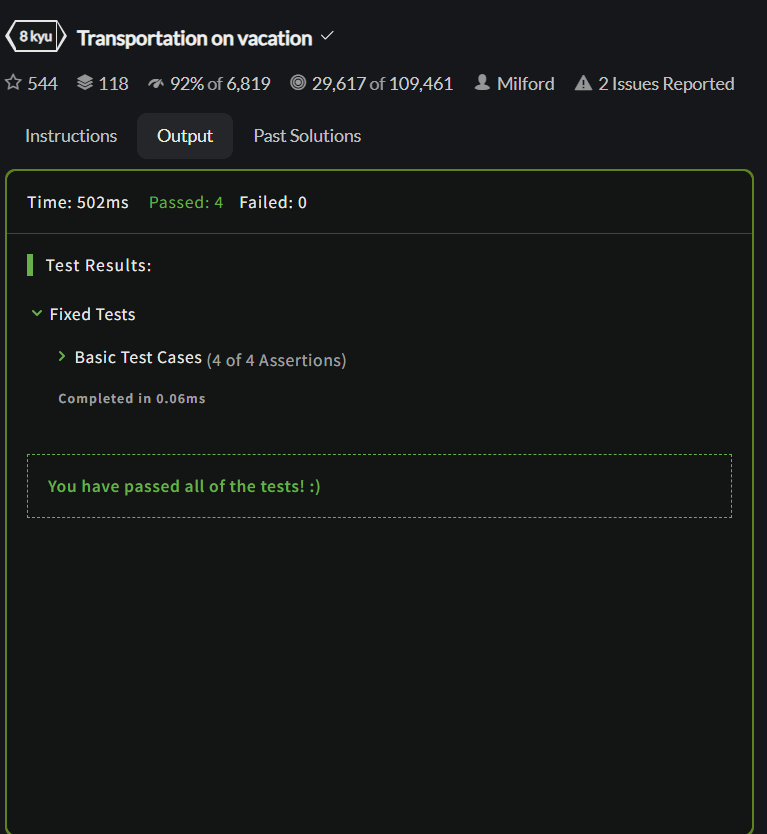 8 kyu Transportation on vacation
544 118 92% of 6,819 29,617 of 109,461 Milford 2 Issues Reported
Instructions Output Past Solutions
Time: 502ms Passed: 4 Failed: 0
Test Results:
Fixed Tests
Basic Test Cases (4 of 4 Assertions)
Completed in 0.06ms
You have passed all of the tests! :)